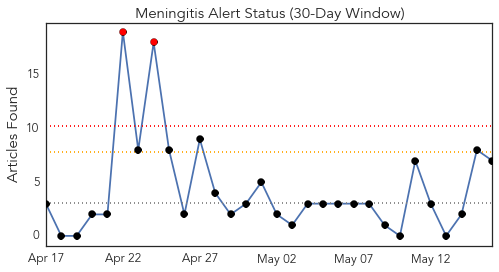 Meningitis Alert Status (30-Day Window)
Articles Found
15
10
5
0
Apr 17 Apr 22 Apr 27 May 02 May 07 May 12